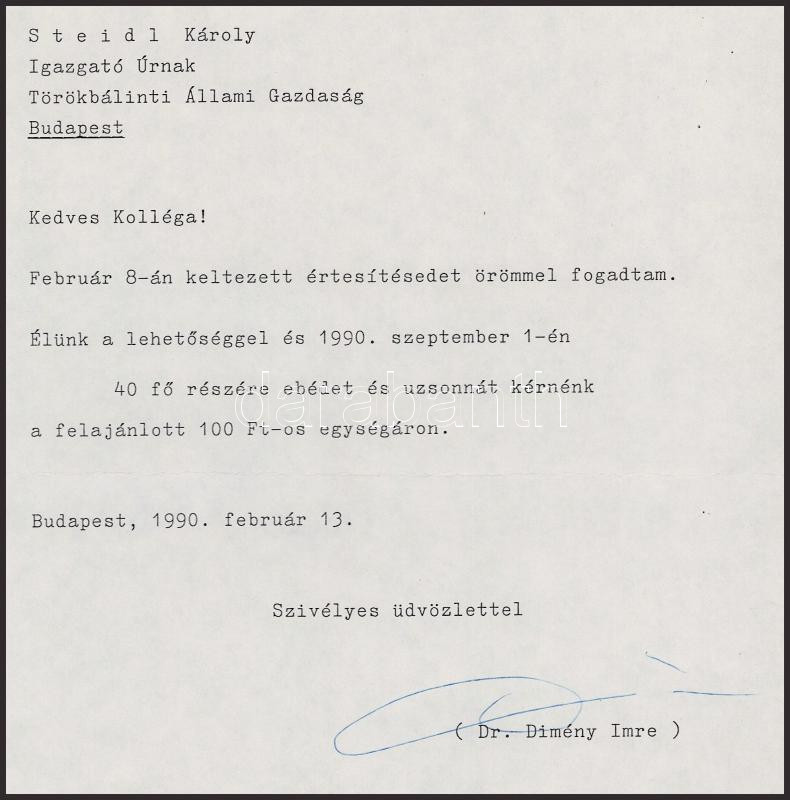 S t e i d l Károly
Igazgató Úrnak
Törökbálinti Állami Gazdaság
Budapest
Kedves Kolléga!
Február 8-án keltezett értesítésedet örömmel fogadtam.
Élünk a lehetőséggel és 1990. szeptember 1-én
40 fő részére ebédet és uzsonnát kérnénk
a felajánlott 100 Ft-os egységáron.
darabanth
Budapest, 1990. február 13.
Szivélyes üdvözlettel
( Dr. Dimény Imre )